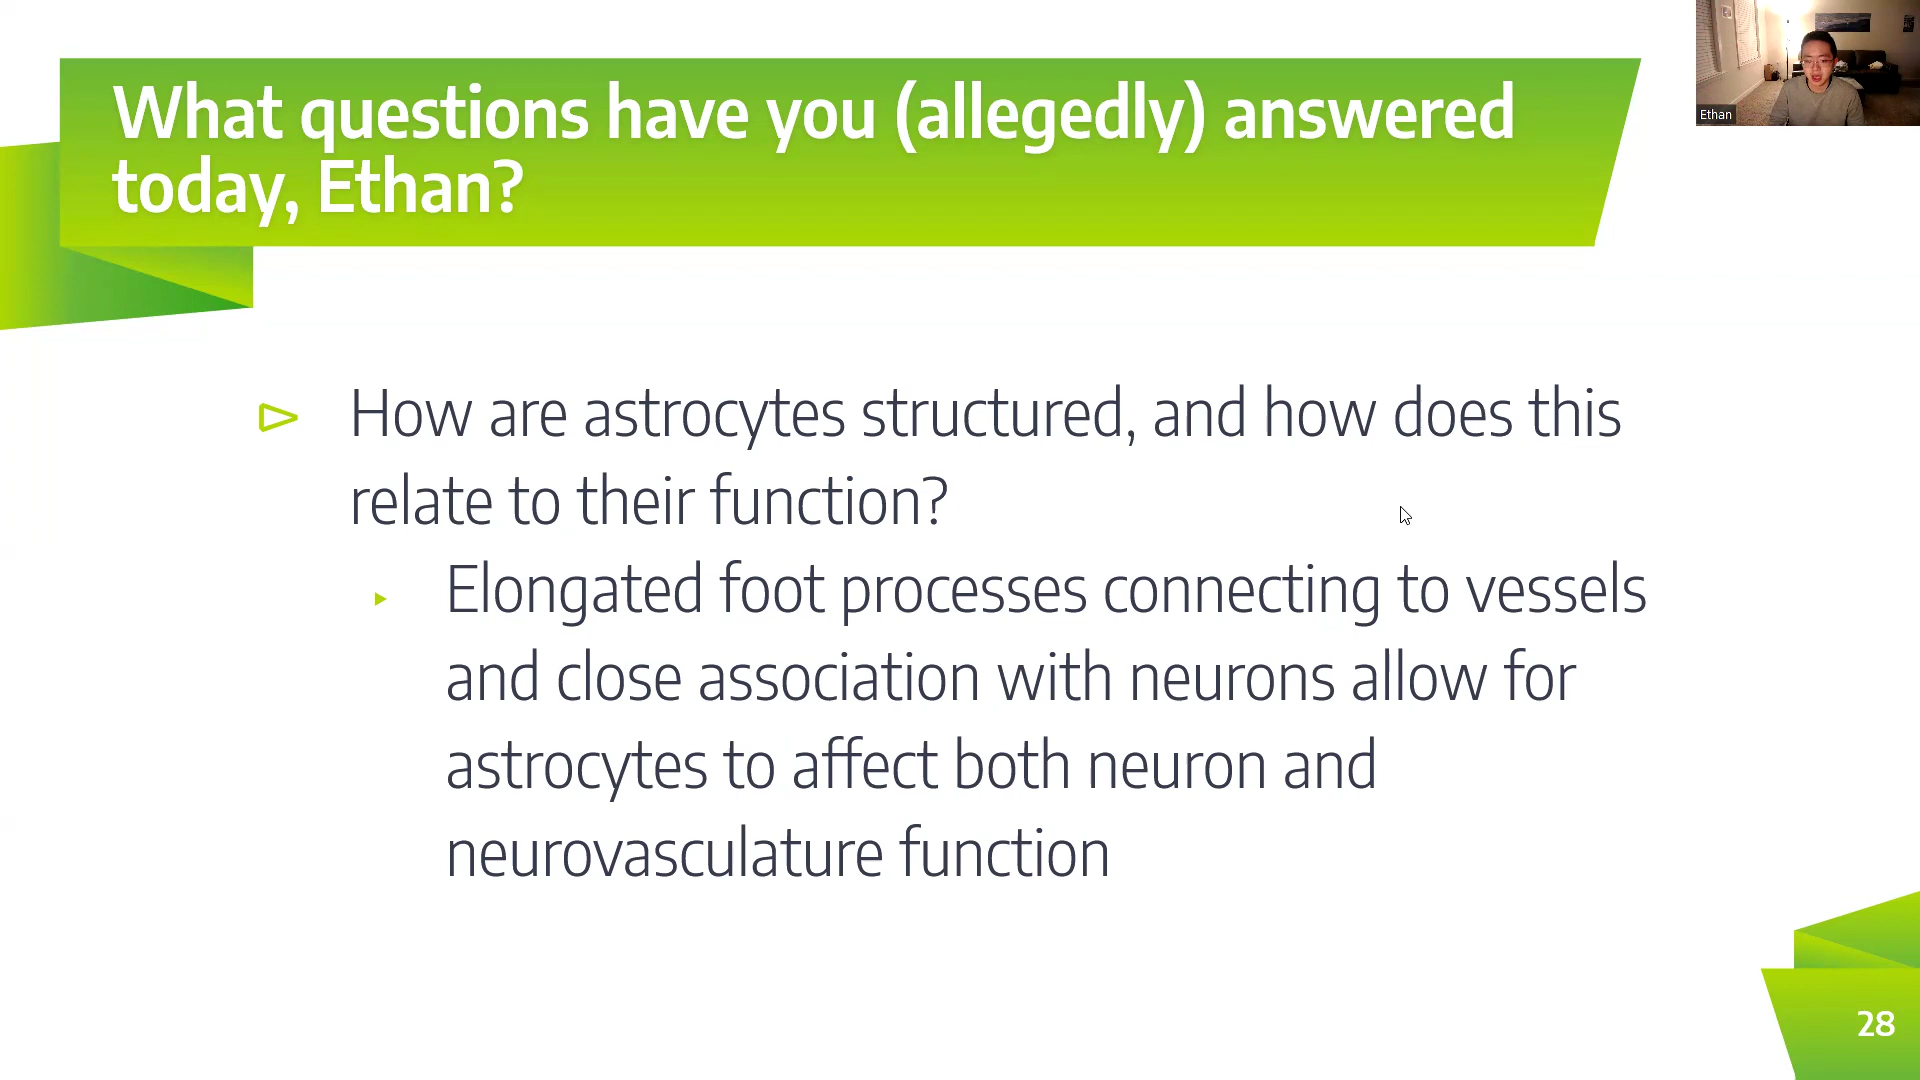 What questions have you (allegedly) answered
today, Ethan?
Ethan
How are astrocytes structured, and how does this
relate to their function?
Elongated foot processes connecting to vessels
and close association with neurons allow for
astrocytes to affect both neuron and
neurovasculature function
28